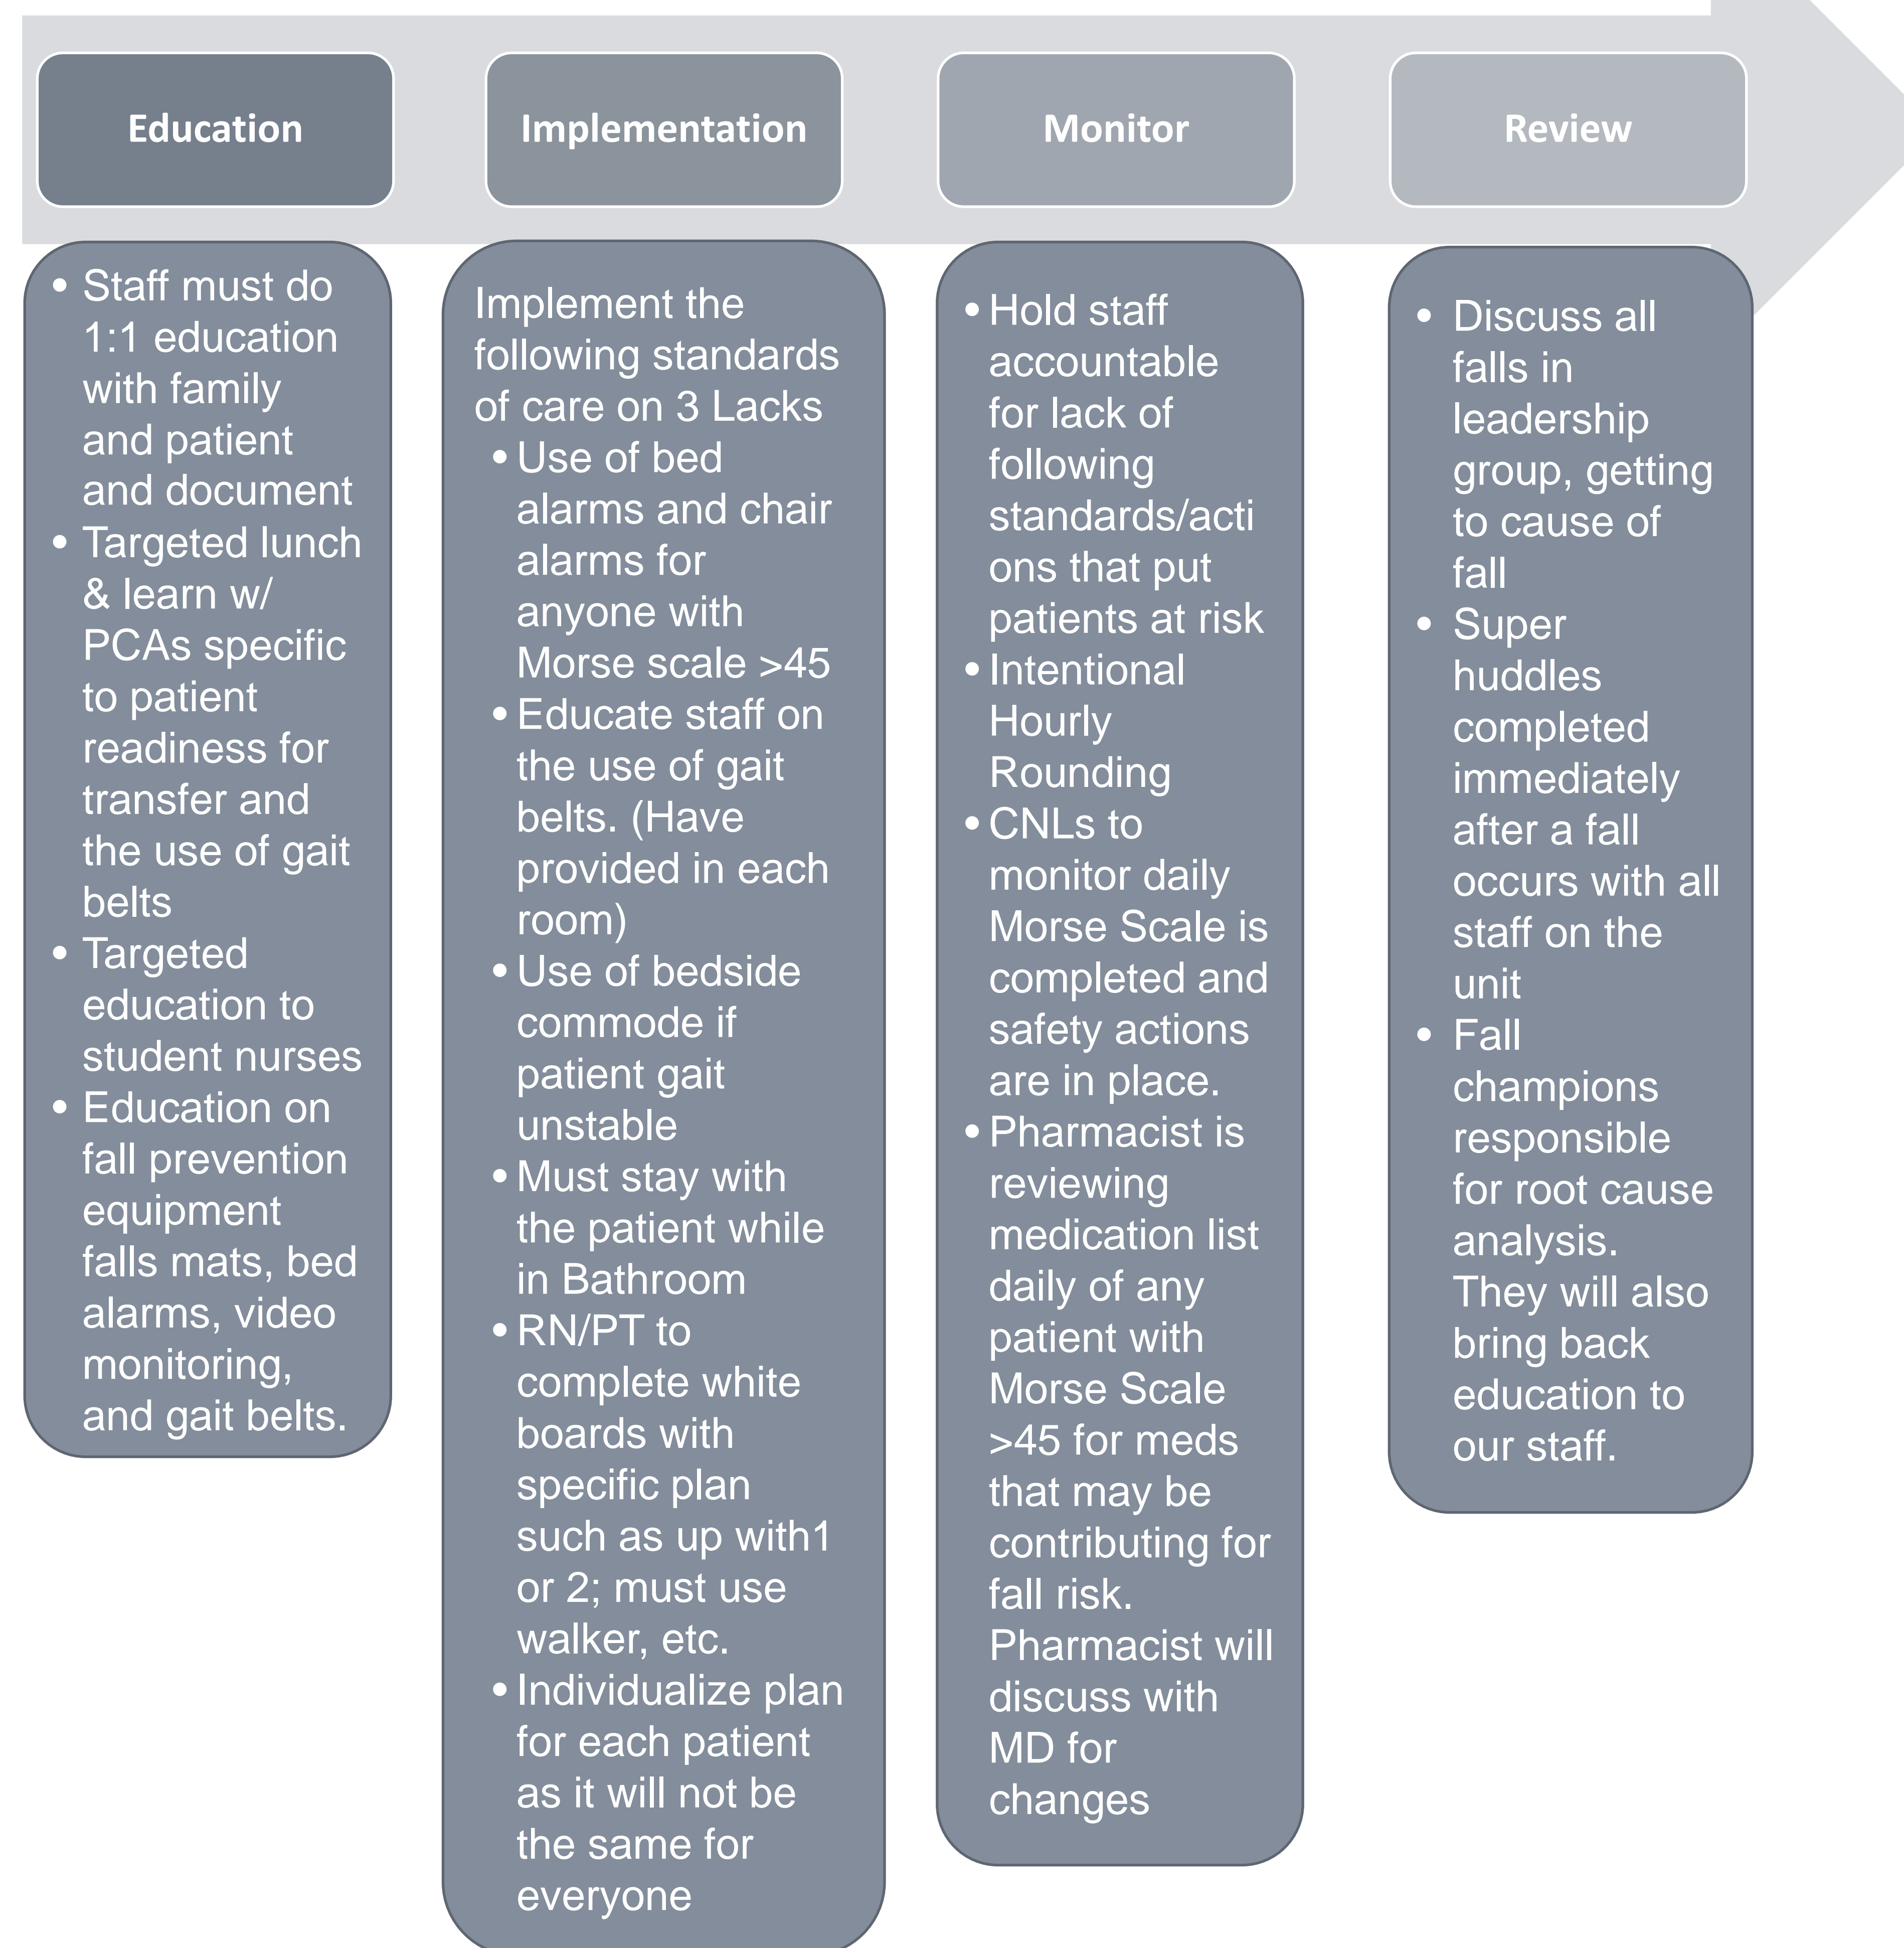 Education
Implementation
Monitor
Review
• Staff must do
1:1 education
with family
and patient
and document
• Targeted lunch
& learn w/
PCAs specific
to patient
readiness for
transfer and
the use of gait
belts
• Targeted
education to
student nurses
• Education on
fall prevention
equipment
falls mats, bed
alarms, video
monitoring,
and gait belts.
Implement the
following standards
of care on 3 Lacks
• Use of bed
alarms and chair
alarms for
anyone with
Morse scale >45
• Educate staff on
the use of gait
belts. (Have
provided in each
room)
• Use of bedside
commode if
patient gait
unstable
• Must stay with
the patient while
in Bathroom
• RN/PT to
complete white
boards with
specific plan
such as up with1
or 2; must use
walker, etc.
• Individualize plan
for each patient
as it will not be
the same for
everyone
• Hold staff
accountable
for lack of
following
standards/acti
ons that put
patients at risk
• Intentional
Hourly
Rounding
• CNLs to
monitor daily
Morse Scale is
completed and
safety actions
are in place.
• Pharmacist is
reviewing
medication list
daily of any
patient with
Morse Scale
>45 for meds
that may be
contributing for
fall risk.
Pharmacist will
discuss with
MD for
changes
• Discuss all
falls in
leadership
group, getting
to cause of
fall
• Super
huddles
completed
immediately
after a fall
occurs with all
staff on the
unit
• Fall
champions
responsible
for root cause
analysis.
They will also
bring back
education to
our staff.